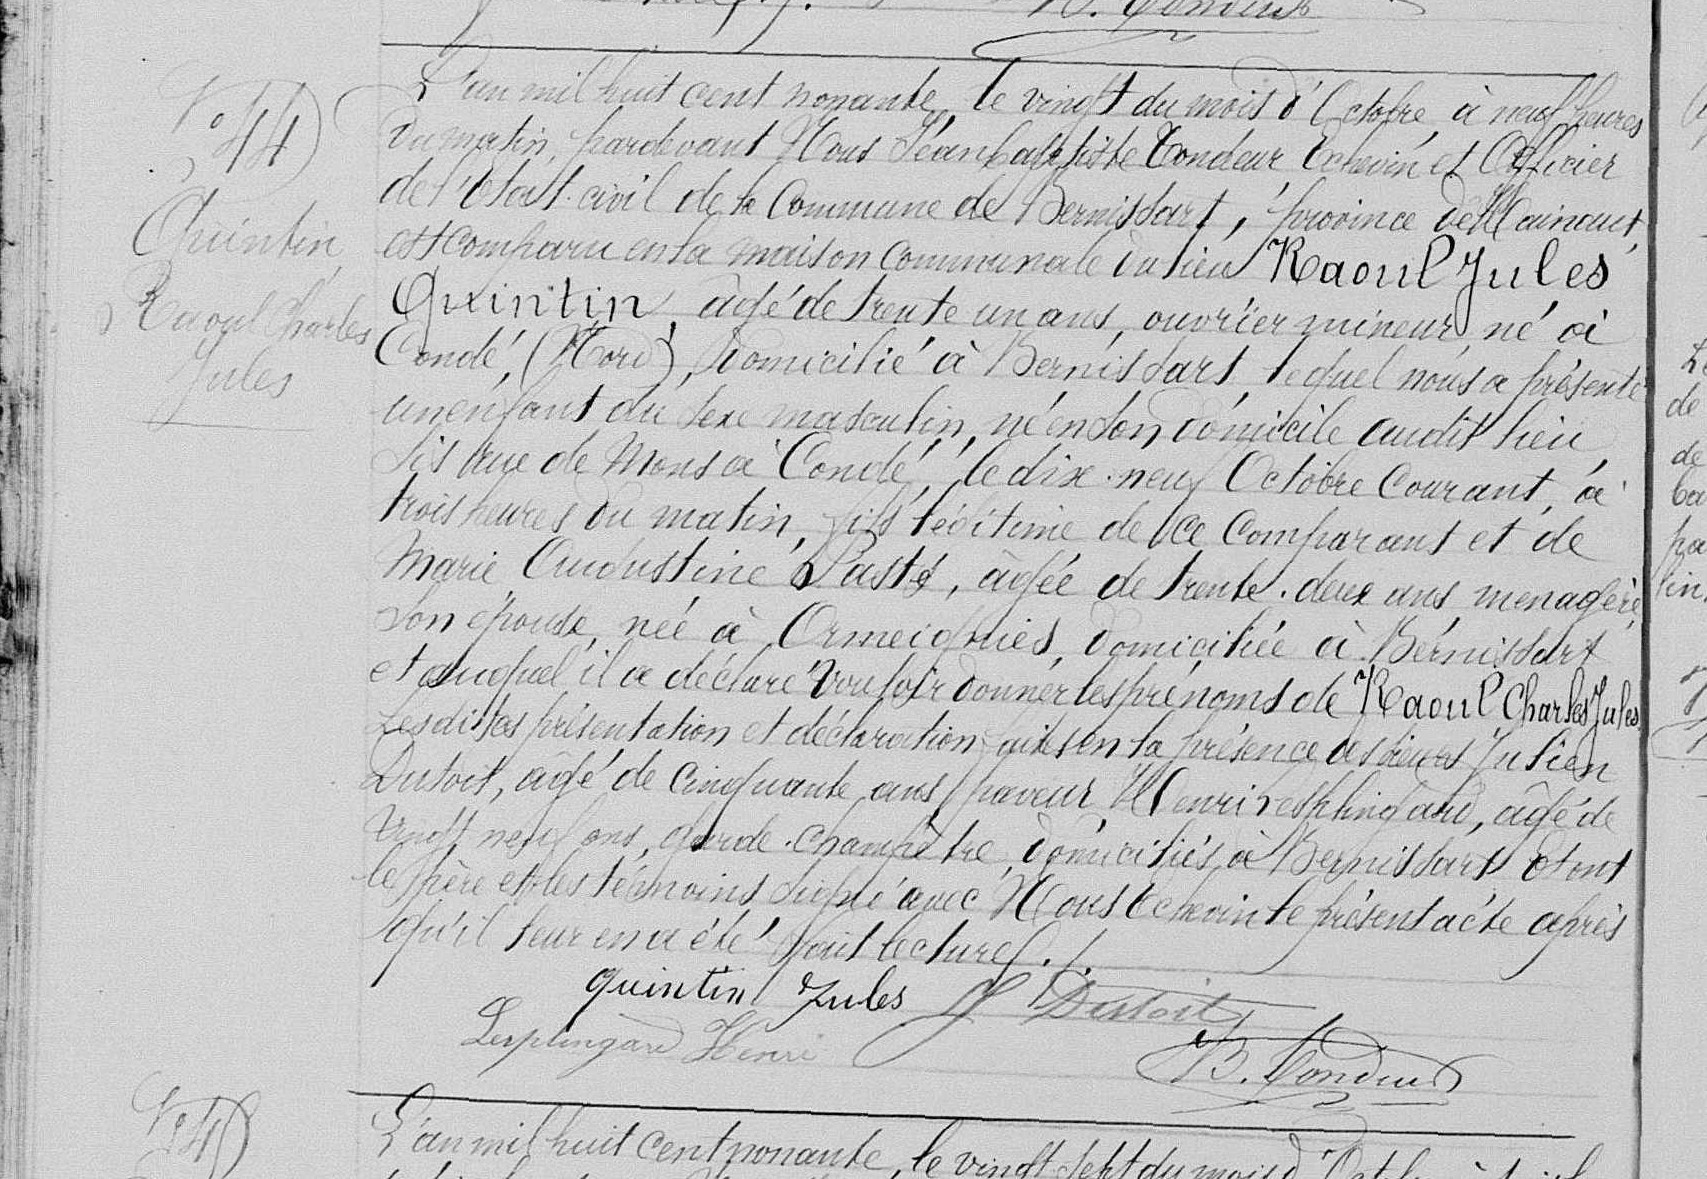 B. Tondeur
N° 44
Quintin
Raoul Charles
Jules
L'an mil huit cent nonante, le vingt du mois d'Octobre à neuf heures
du matin, pardevant Nous Jean baptiste Tondeur Echevin et Officier
de l'Etat-civil de la Commune de Bernissart, province de Hainaut,
est comparu en la maison communale du lieu Raoul Jules
Quintin, âgé de trente un ans, ouvrier mineur né à
Condé, (Nord), domicilié à Bernissart, lequel nous a présenté
un enfant du sexe masculin, né en son domicile audit lieu,
sis rue de Mons à Condé, le dix-neuf Octobre Courant, à
trois heures du matin, fils légitime de ce Comparant et de
Marie Augustine Pasté, âgée de trente-deux ans, menagère,
son épouse, née à Ormeignies, domiciliée à Bernissart
et auquel il a déclaré vouloir donner les prénoms de Raoul Charles Jules
Lesdites présentation et déclaration faites en la présence des sieurs Julien
Dutoit, âgé de cinquante ans, paveur, Henri Lesplingard, âgé de
vingt neuf ans, garde-champêtre, domiciliés à Bernissart Et ont
le père et les témoins signé avec Nous Echevin le présent acte après
qu'il leur en a été fait lecture./.
Quintin Jules J Dutoit
Lesplingard Henri
B. Tondeur
N° 45
L'an mil huit cent nonante, le vingt sept du mois d'Octobre à